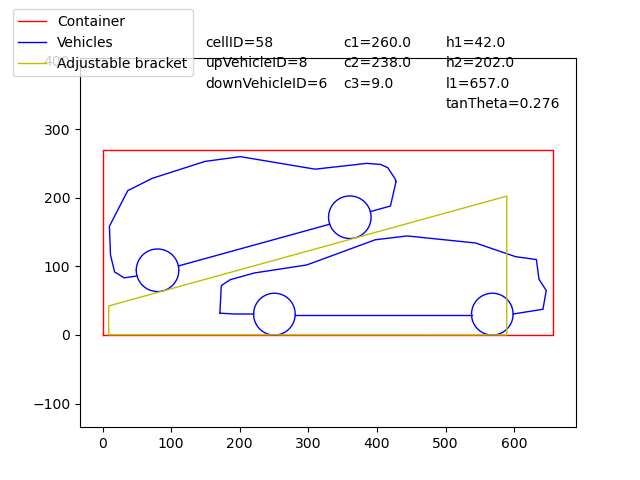 Container
Vehicles
Adjustable bracket
cellID=58
upVehicleID=8
downVehicleID=6
c1=260.0
c2=238.0
c3=9.0
h1=42.0
h2=202.0
l1=657.0
tanTheta=0.276
400
300
200
100
0
−100
0 100 200 300 400 500 600